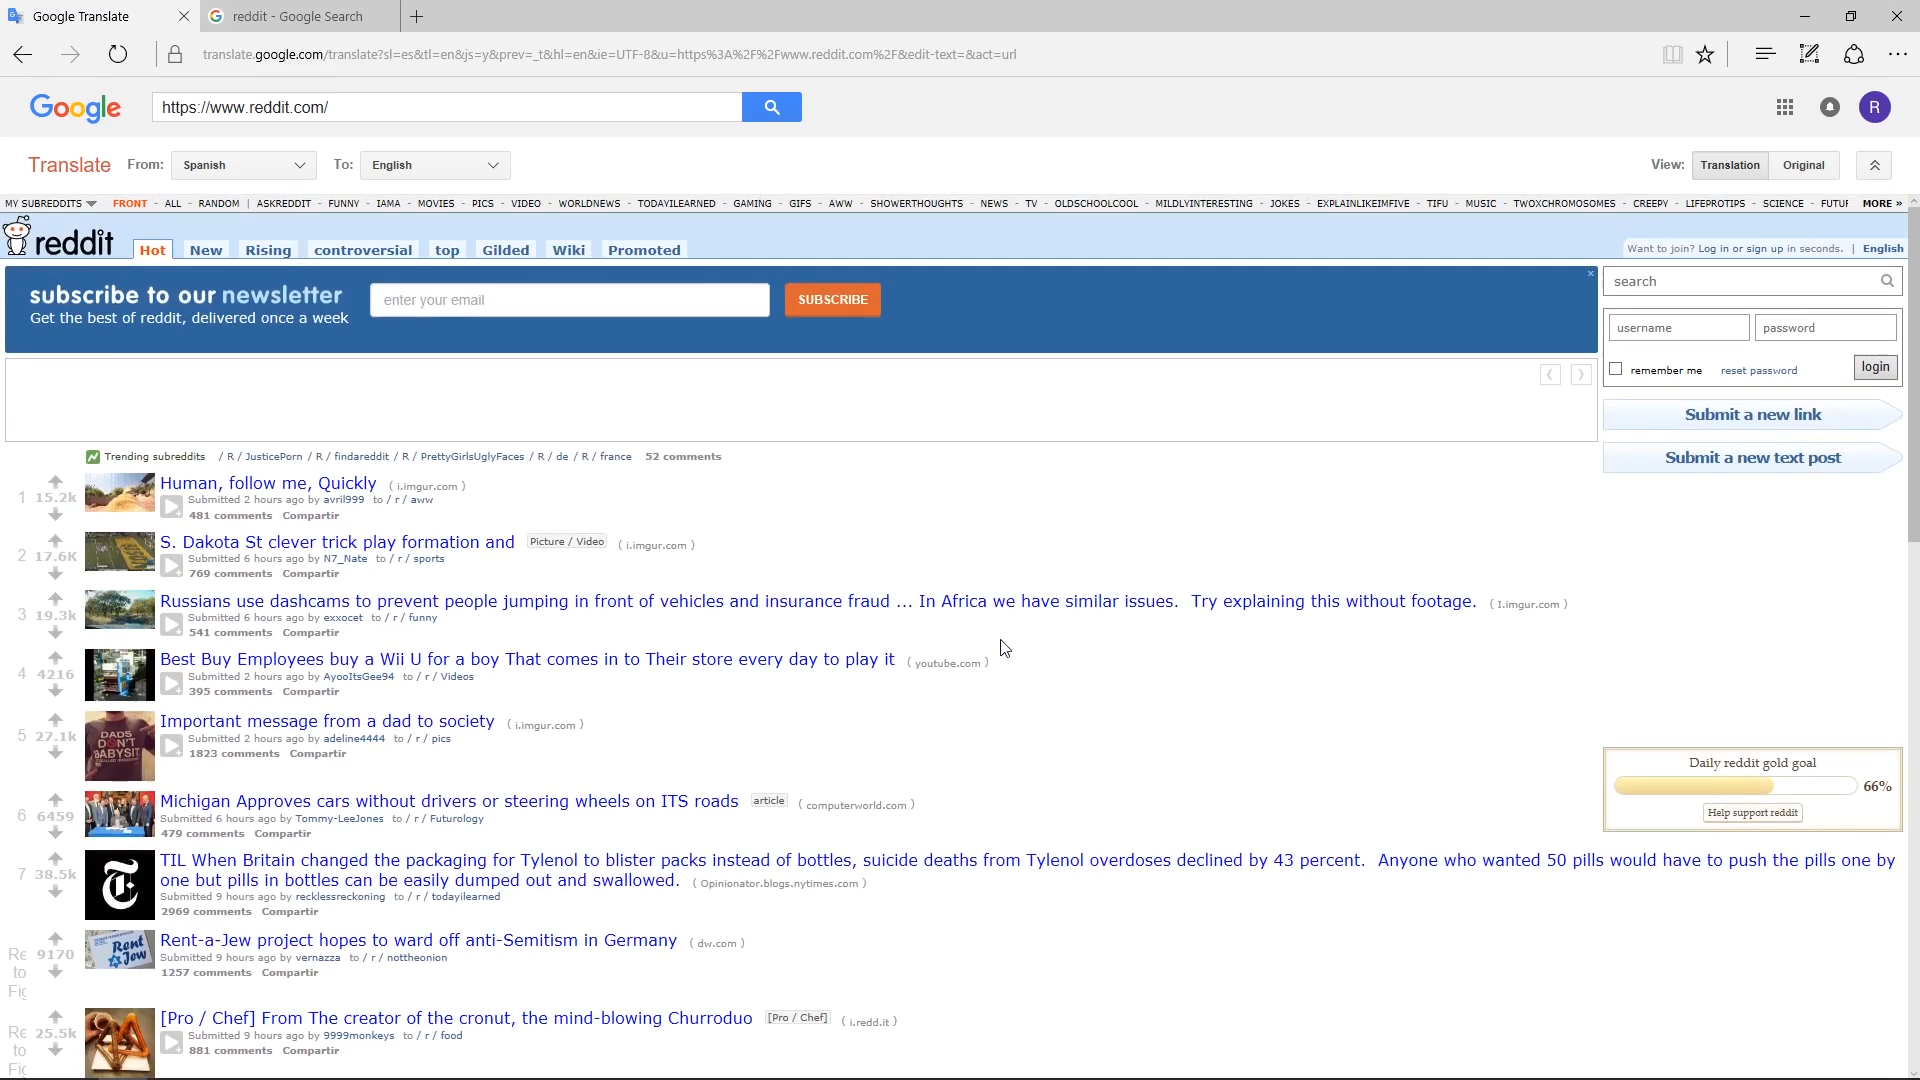 Google Translate
reddit - Google Search
translate.google.com/translate?sl=es&tl=en&js=y&prev=_t&hl=en&ie=UTF-8&u=https%3A%2F%2Fwww.reddit.com%2F&edit-text=&act=url
Google
https://www.reddit.com/
R
Translate From: Spanish To: English View: Translation Original
MY SUBREDDITS FRONT - ALL - RANDOM | ASKREDDIT - FUNNY - IAMA - MOVIES - PICS - VIDEO - WORLDNEWS - TODAYILEARNED - GAMING - GIFS - AWW - SHOWERTHOUGHTS - NEWS - TV - OLDSCHOOLCOOL - MILDLYINTERESTING - JOKES - EXPLAINLIKEIMFIVE - TIFU - MUSIC - TWOXCHROMOSOMES - CREEPY - LIFEPROTIPS - SCIENCE - FUTUF MORE »
reddit Hot New Rising controversial top Gilded Wiki Promoted
Want to join? Log in or sign up in seconds. | English
subscribe to our newsletter
Get the best of reddit, delivered once a week
enter your email SUBSCRIBE
search
username password
remember me reset password login
Submit a new link
Submit a new text post
Trending subreddits / R / JusticePorn / R / findareddit / R / PrettyGirlsUglyFaces / R / de / R / france 52 comments
1 15.2k
Human, follow me, Quickly ( i.imgur.com )
Submitted 2 hours ago by avril999 to / r / aww
481 comments Compartir
2 17.6K
S. Dakota St clever trick play formation and Picture / Video ( i.imgur.com )
Submitted 6 hours ago by N7_Nate to / r / sports
769 comments Compartir
3 19.3k
Russians use dashcams to prevent people jumping in front of vehicles and insurance fraud ... In Africa we have similar issues. Try explaining this without footage. ( I.imgur.com )
Submitted 6 hours ago by exxocet to / r / funny
541 comments Compartir
4 4216
Best Buy Employees buy a Wii U for a boy That comes in to Their store every day to play it ( youtube.com )
Submitted 2 hours ago by AyooItsGee94 to / r / Videos
395 comments Compartir
5 27.1k
DADS
DON'T
BABYSIT
Important message from a dad to society ( i.imgur.com )
Submitted 2 hours ago by adeline4444 to / r / pics
1823 comments Compartir
Daily reddit gold goal
66%
Help support reddit
6 6459
Michigan Approves cars without drivers or steering wheels on ITS roads article ( computerworld.com )
Submitted 6 hours ago by Tommy-LeeJones to / r / Futurology
479 comments Compartir
7 38.5k
TIL When Britain changed the packaging for Tylenol to blister packs instead of bottles, suicide deaths from Tylenol overdoses declined by 43 percent. Anyone who wanted 50 pills would have to push the pills one by
one but pills in bottles can be easily dumped out and swallowed. ( Opinionator.blogs.nytimes.com )
Submitted 9 hours ago by recklessreckoning to / r / todayilearned
2969 comments Compartir
Re
to
Fig
9170
Rent
Jew
Rent-a-Jew project hopes to ward off anti-Semitism in Germany ( dw.com )
Submitted 9 hours ago by vernazza to / r / nottheonion
1257 comments Compartir
Re
to
Fig
25.5k
[Pro / Chef] From The creator of the cronut, the mind-blowing Churroduo [Pro / Chef] ( i.redd.it )
Submitted 9 hours ago by 9999monkeys to / r / food
881 comments Compartir